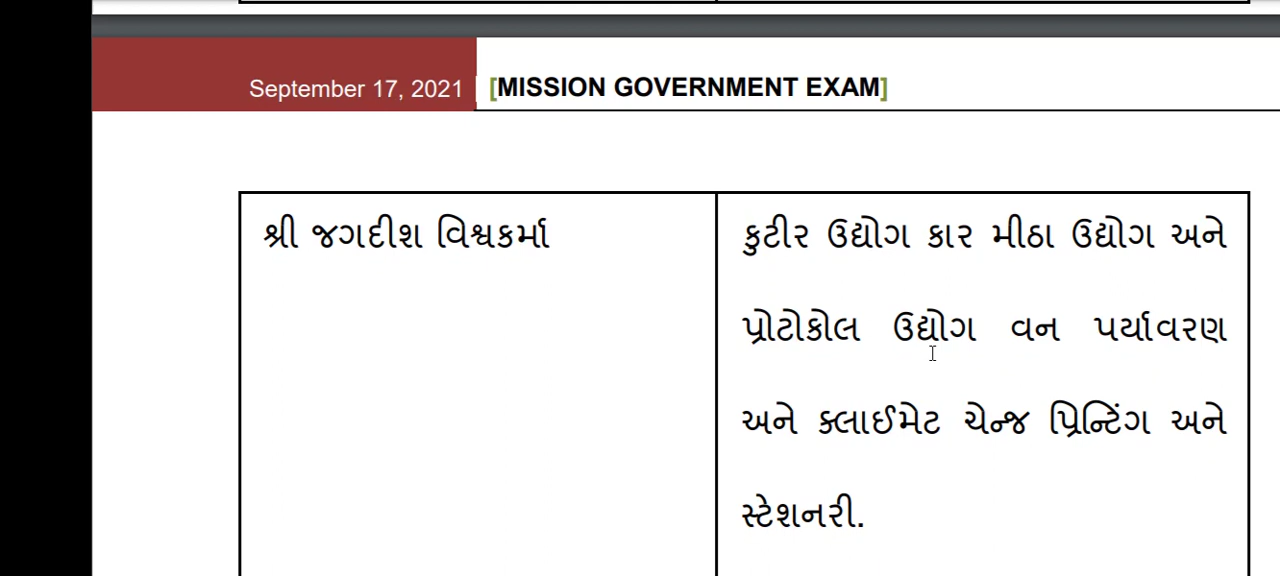 September 17, 2021 [MISSION GOVERNMENT EXAM]
શ્રી જગદીશ વિશ્વકર્મા
કુટીર ઉદ્યોગ કાર મીઠા ઉદ્યોગ અને
પ્રોટોકોલ ઉદ્યોગ વન પર્યાવરણ
અને ક્લાઈમેટ ચેન્જ પ્રિન્ટિંગ અને
સ્ટેશનરી.